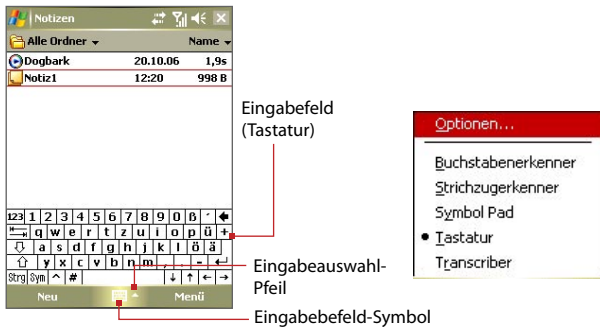 Notizen
Alle Ordner Name
Dogbark 20.10.06 1,9s
Notiz1 12:20 998 B
Eingabefeld
(Tastatur)
123 1 2 3 4 5 6 7 8 9 0 ß ´
q w e r t z u i o p ü +
a s d f g h j k l ö ä
y x c v b n m , . -
Strg Sym ^ #
Neu Menü
Eingabeauswahl-
Pfeil
Eingabebefeld-Symbol
Optionen...
Buchstabenerkenner
Strichzugerkenner
Symbol Pad
Tastatur
Transcriber